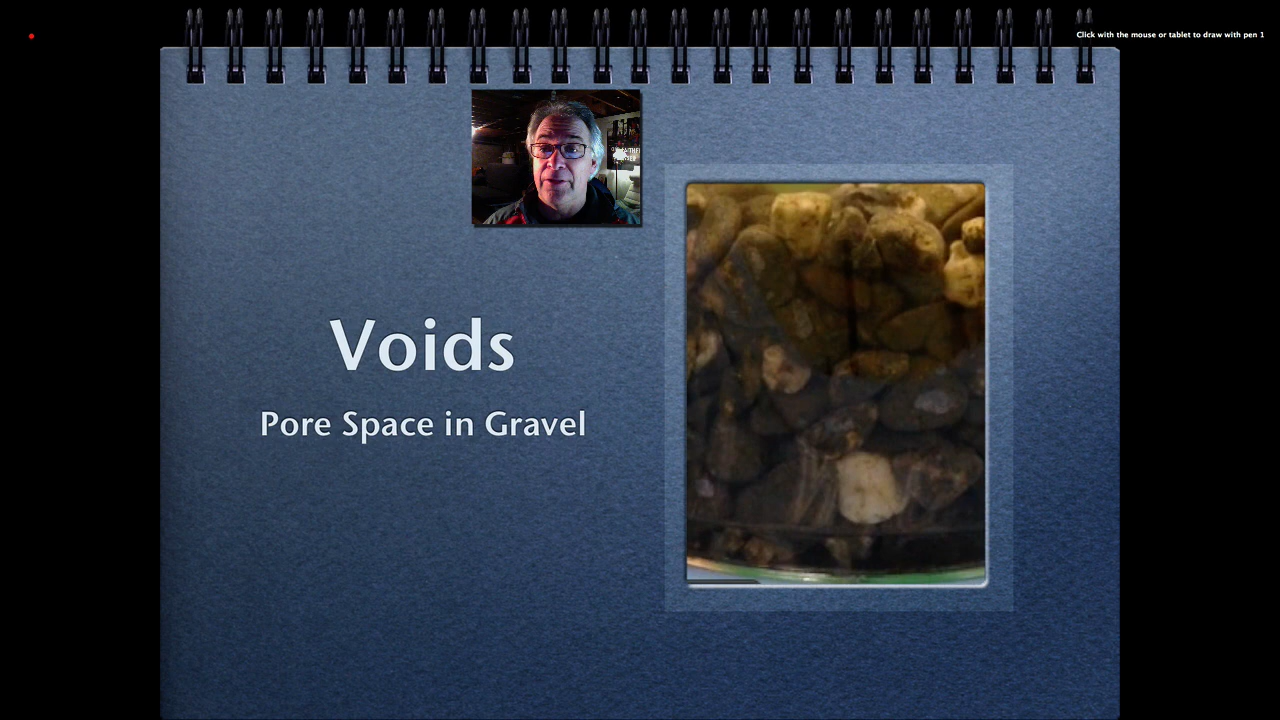 Click with the mouse or tablet to draw with pen 1
Voids
Pore Space in Gravel